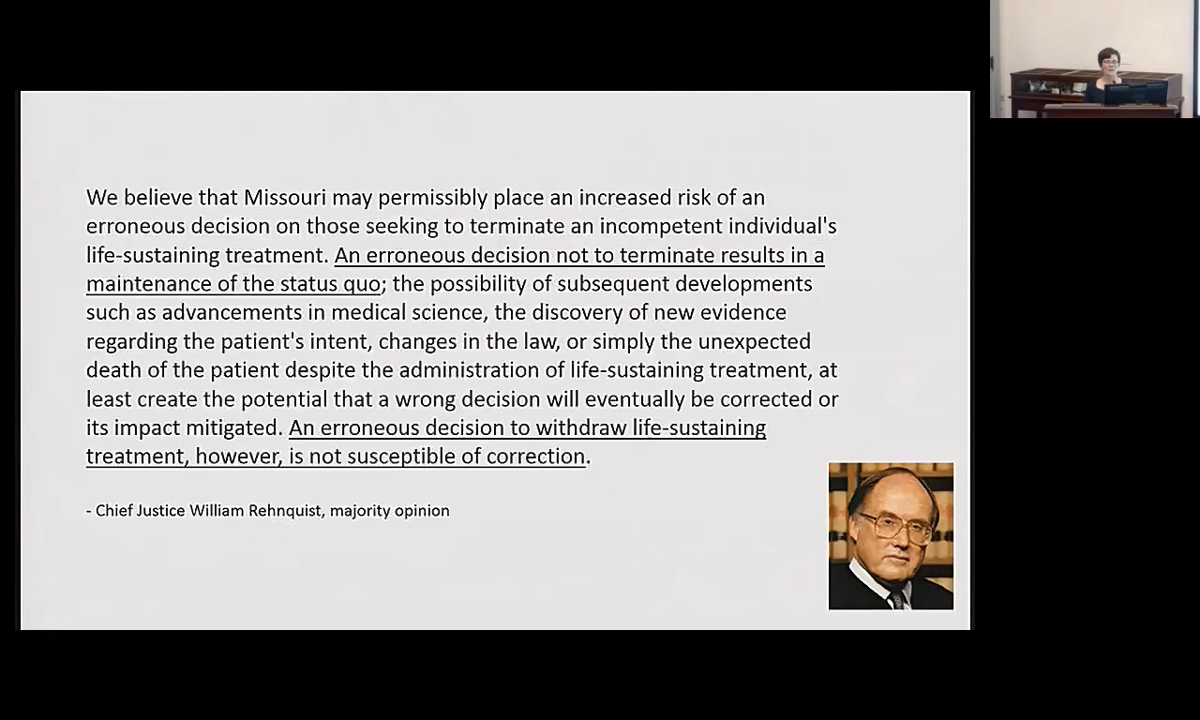 We believe that Missouri may permissibly place an increased risk of an
erroneous decision on those seeking to terminate an incompetent individual's
life-sustaining treatment. An erroneous decision not to terminate results in a
maintenance of the status quo; the possibility of subsequent developments
such as advancements in medical science, the discovery of new evidence
regarding the patient's intent, changes in the law, or simply the unexpected
death of the patient despite the administration of life-sustaining treatment, at
least create the potential that a wrong decision will eventually be corrected or
its impact mitigated. An erroneous decision to withdraw life-sustaining
treatment, however, is not susceptible of correction.
- Chief Justice William Rehnquist, majority opinion